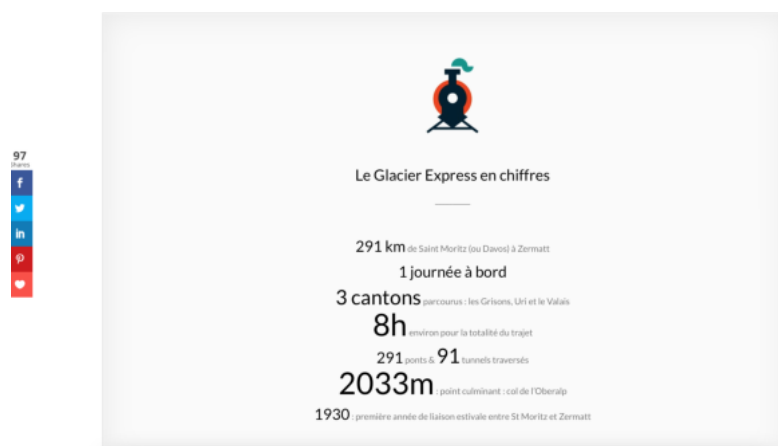 97
Shares
Le Glacier Express en chiffres
291 km de Saint Moritz (ou Davos) à Zermatt
1 journée à bord
3 cantons parcourus : les Grisons, Uri et le Valais
8h environ pour la totalité du trajet
291 ponts & 91 tunnels traversés
2033m : point culminant : col de l'Oberalp
1930 : première année de liaison estivale entre St Moritz et Zermatt